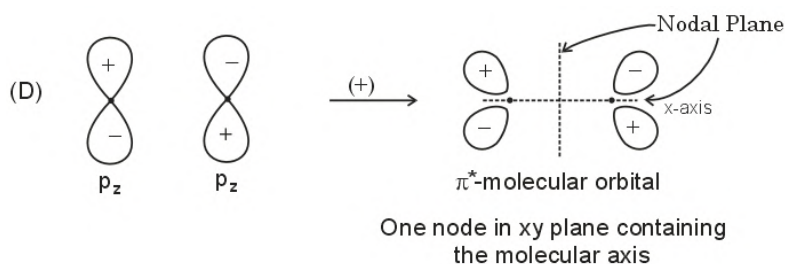 Nodal Plane
(D)
+ − (+) + −
− + − +
x-axis
pz pz π*-molecular orbital
One node in xy plane containing
the molecular axis